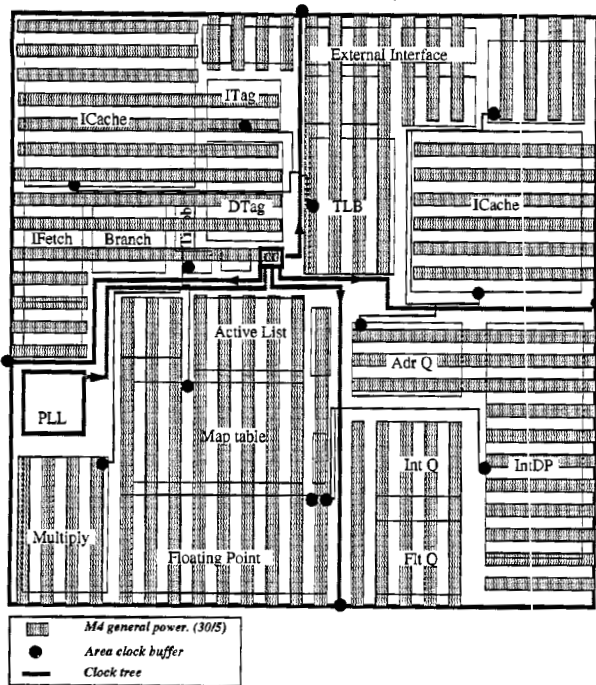 External Interface
ITag
ICache
DTag
TLB
ICache
IFetch
Branch
Active List
Adr Q
PLL
Map table
Int Q
IntDP
Multiply
Floating Point
Flt Q
M4 general power. (30/5)
Area clock buffer
Clock tree